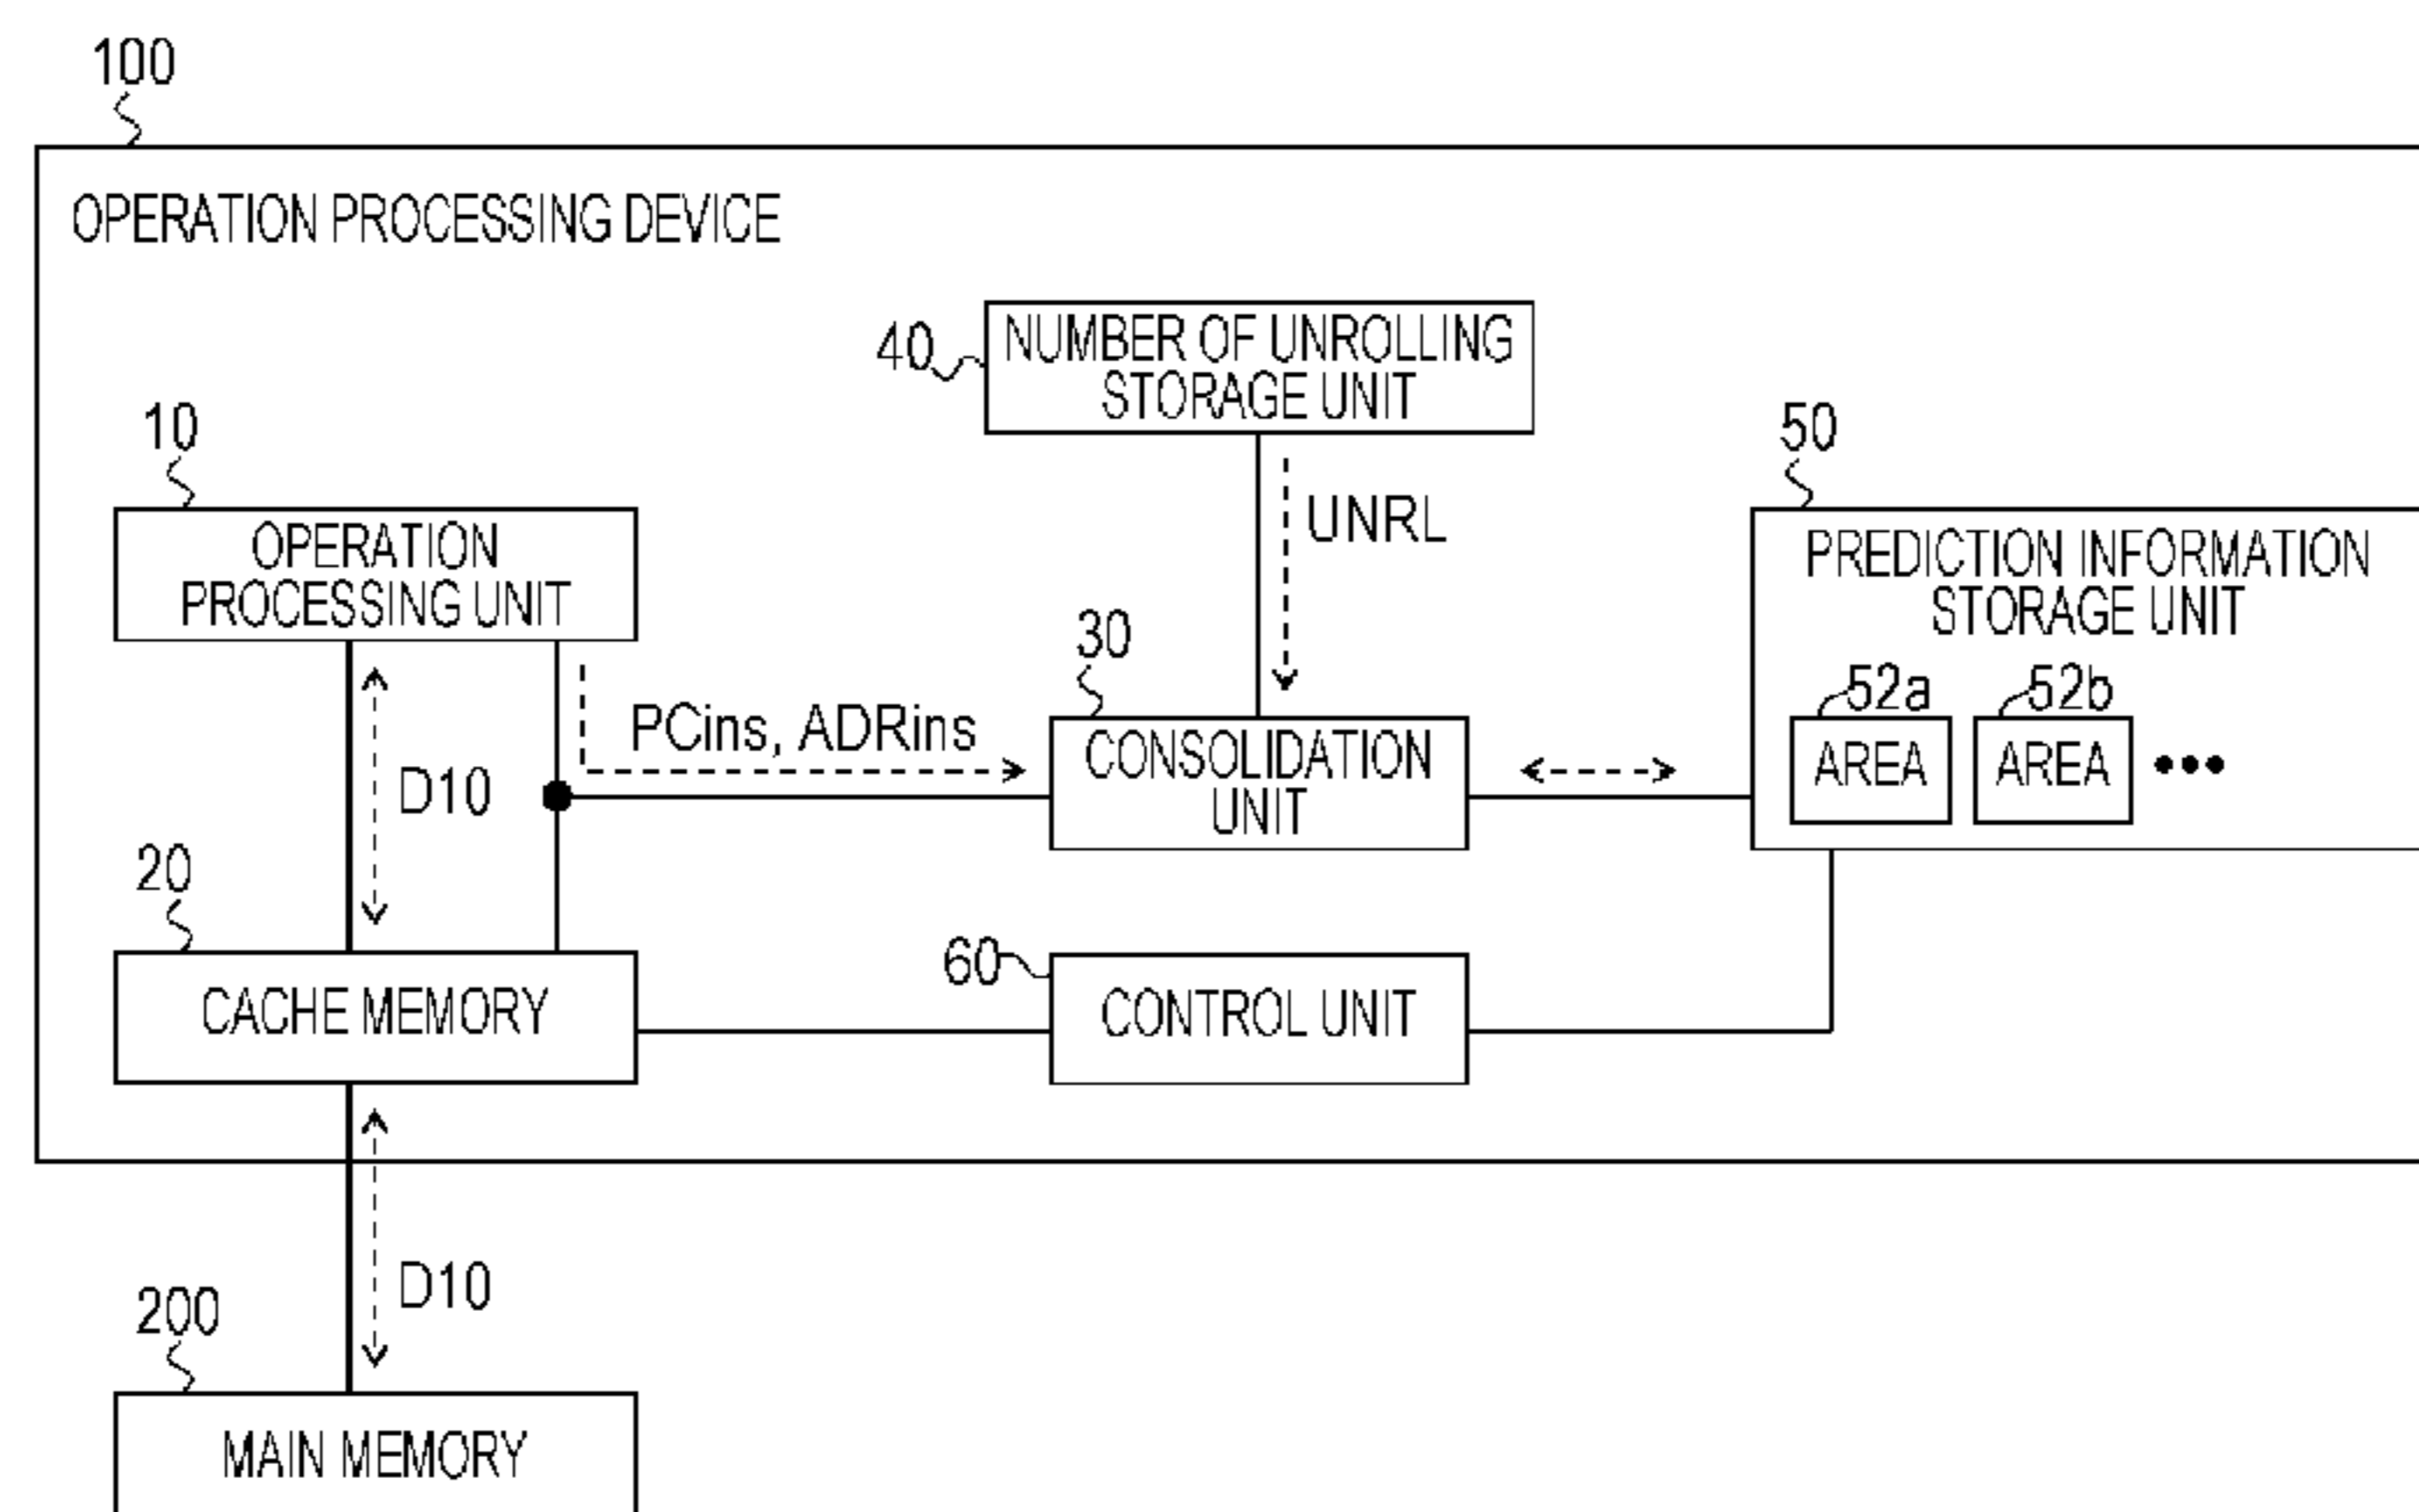 100
OPERATION PROCESSING DEVICE
40
NUMBER OF UNROLLING
STORAGE UNIT
10
OPERATION
PROCESSING UNIT
UNRL
50
PREDICTION INFORMATION
STORAGE UNIT
52a
AREA
52b
AREA
•••
30
CONSOLIDATION
UNIT
PCins, ADRins
D10
20
CACHE MEMORY
60
CONTROL UNIT
D10
200
MAIN MEMORY